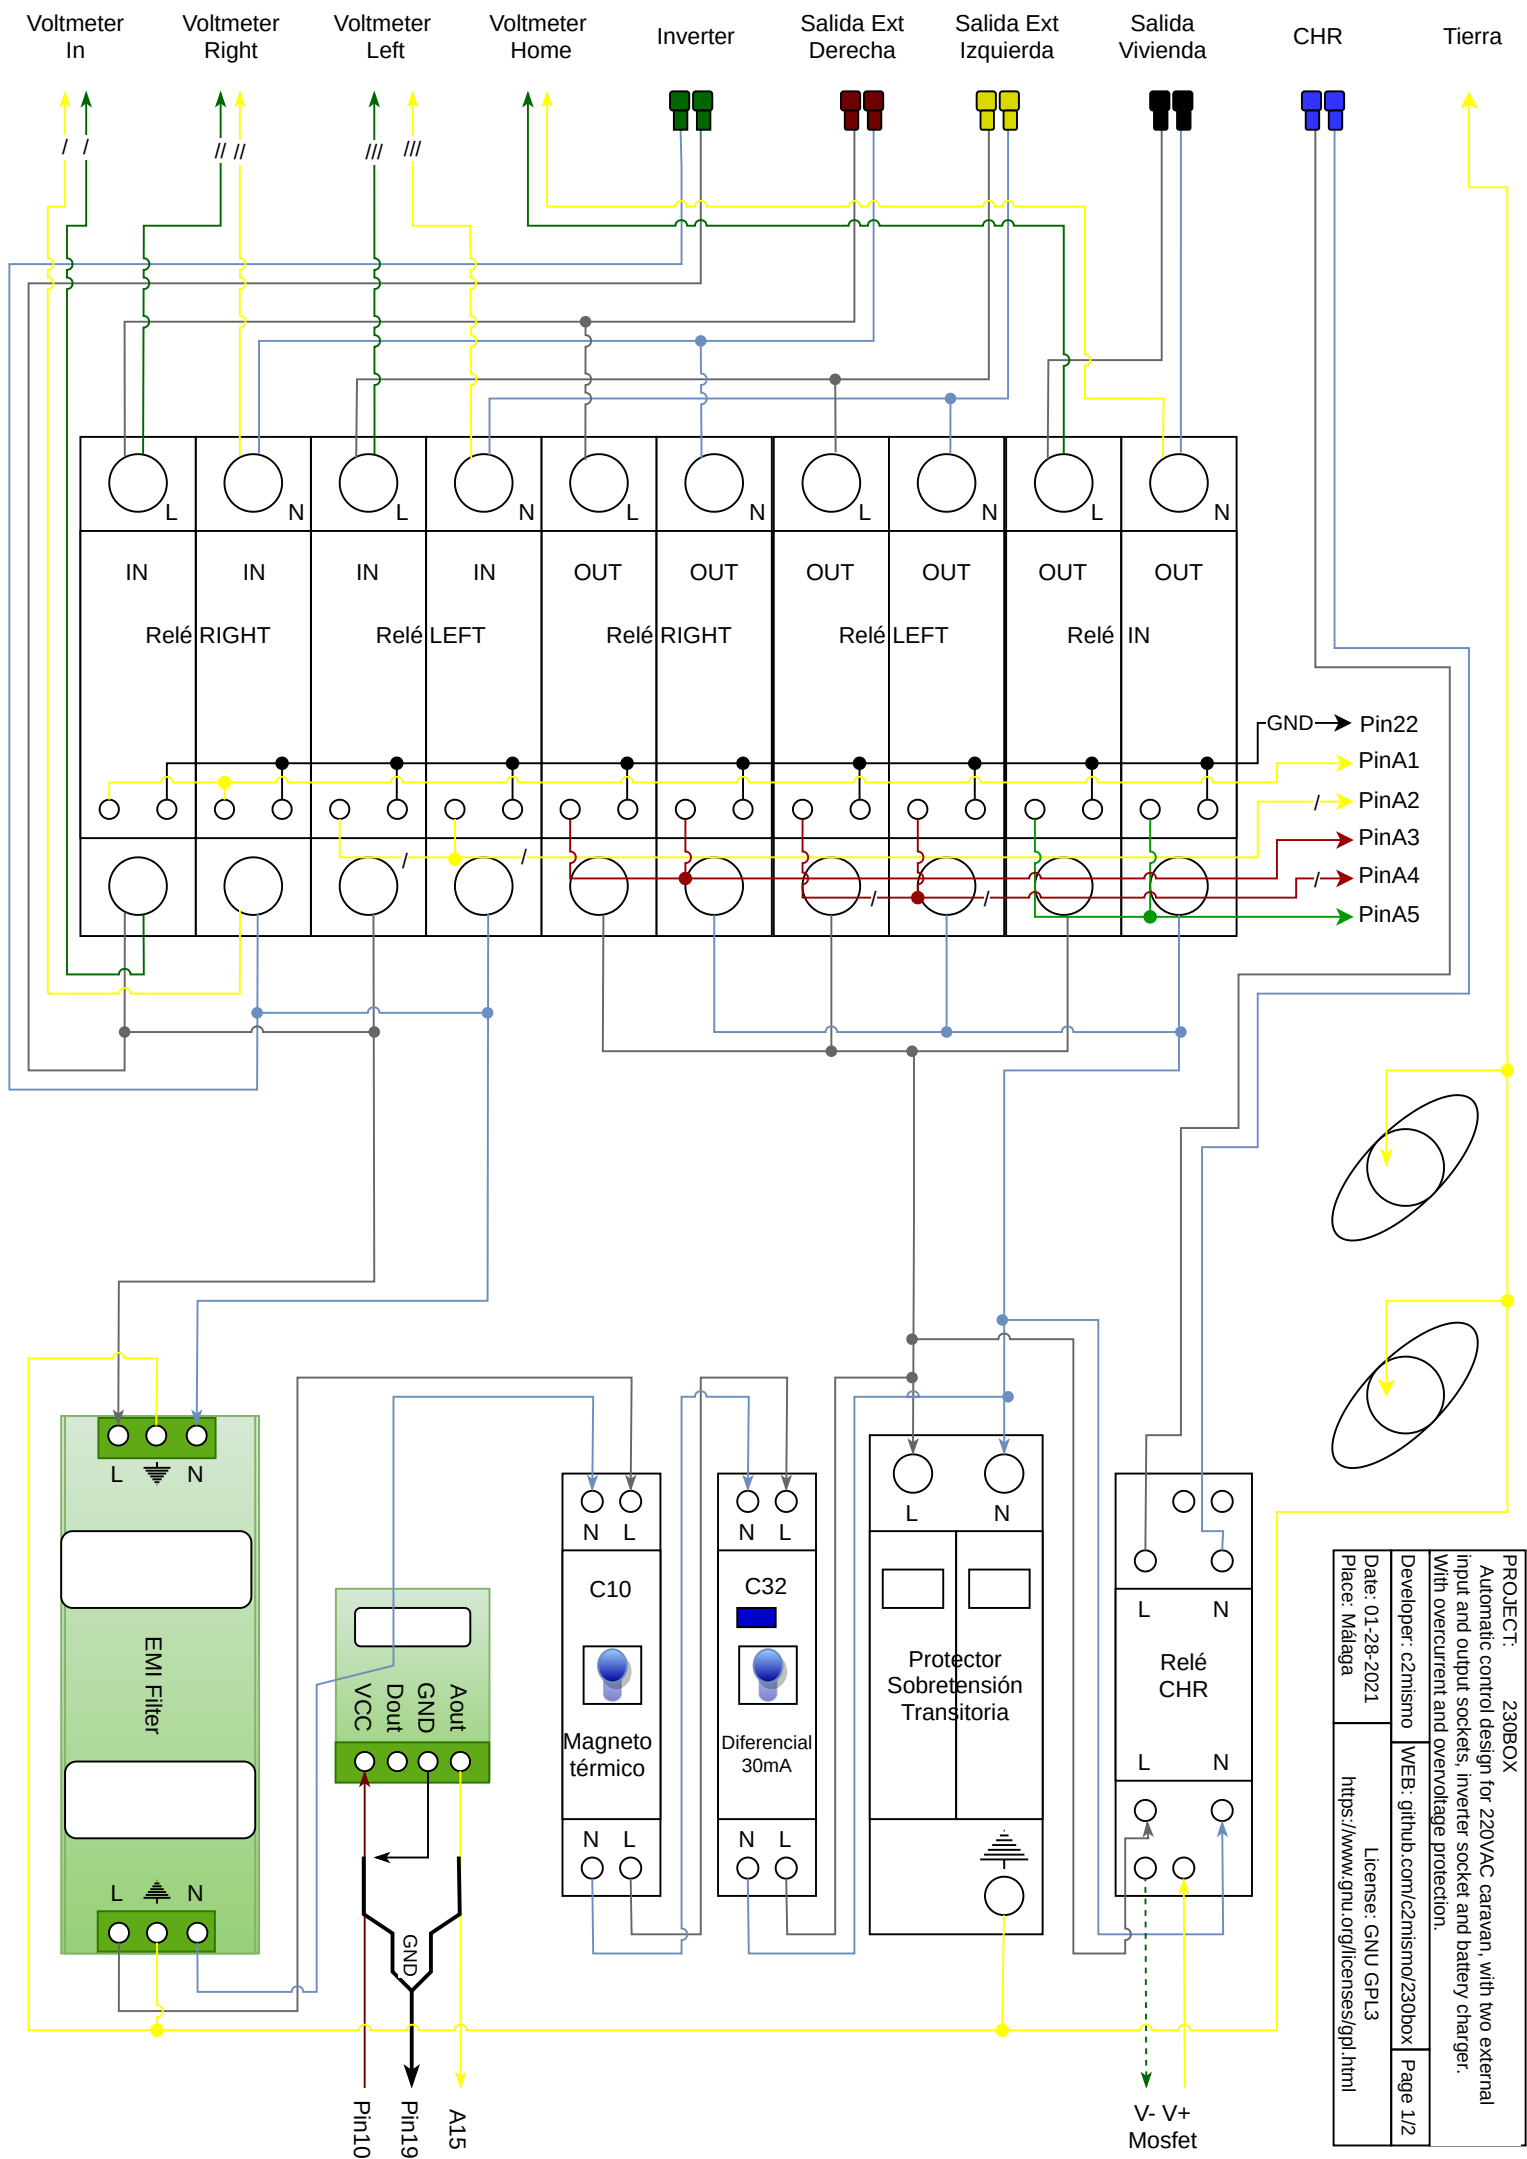 Voltmeter
In
Voltmeter
Right
Voltmeter
Left
Voltmeter
Home
Inverter
Salida Ext
Derecha
Salida Ext
Izquierda
Salida
Vivienda
CHR
Tierra
/ /
// //
/// ///
L N L N L N L N L N
IN IN IN IN OUT OUT OUT OUT OUT OUT
Relé RIGHT
Relé LEFT
Relé RIGHT
Relé LEFT
Relé IN
GND
Pin22
PinA1
/
PinA2
PinA3
/
PinA4
PinA5
/ /
/ /
L N
EMI Filter
L N
VCC
Dout
GND
Aout
GND
Pin10
Pin19
A15
N L
C10
Magneto
térmico
N L
N L
C32
Diferencial
30mA
N L
L N
Protector
Sobretensión
Transitoria
L N
Relé
CHR
L N
V- V+
Mosfet
PROJECT: 230BOX
Automatic control design for 220VAC caravan, with two external
input and output sockets, inverter socket and battery charger.
With overcurrent and overvoltage protection.
Developer: c2mismo
WEB: github.com/c2mismo/230box
Page 1/2
Date: 01-28-2021
Place: Málaga
License: GNU GPL3
https://www.gnu.org/licenses/gpl.html